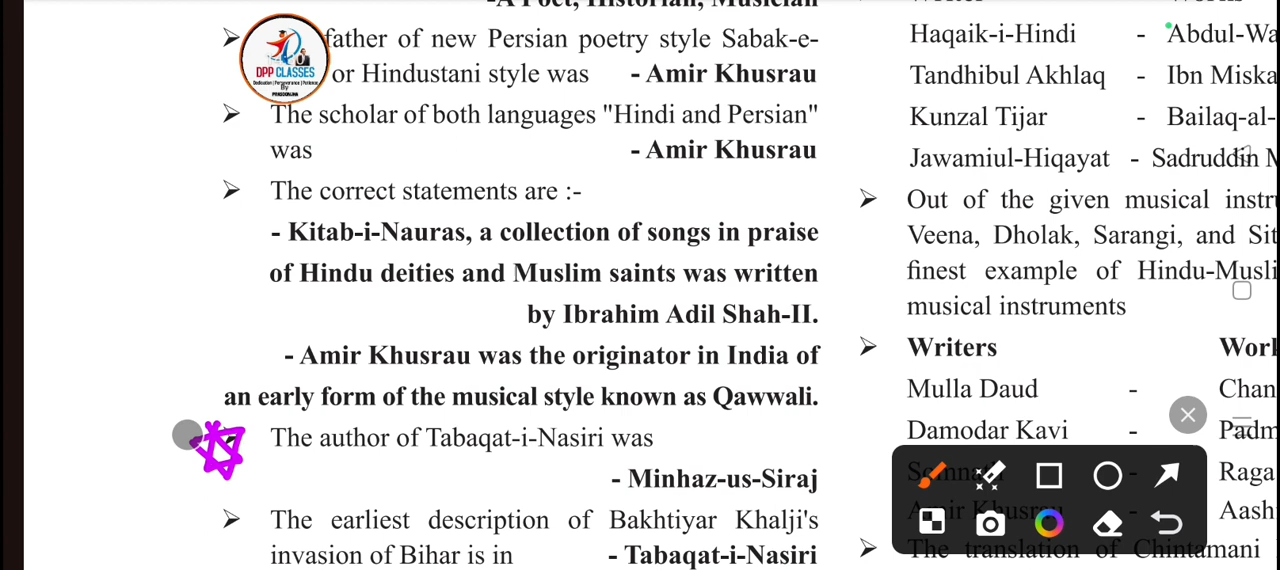 -A Poet, Historian, Musician
➢ father of new Persian poetry style Sabak-e-
or Hindustani style was - Amir Khusrau
➢ The scholar of both languages "Hindi and Persian"
was - Amir Khusrau
➢ The correct statements are :-
- Kitab-i-Nauras, a collection of songs in praise
of Hindu deities and Muslim saints was written
by Ibrahim Adil Shah-II.
- Amir Khusrau was the originator in India of
an early form of the musical style known as Qawwali.
The author of Tabaqat-i-Nasiri was
- Minhaz-us-Siraj
➢ The earliest description of Bakhtiyar Khalji's
invasion of Bihar is in - Tabaqat-i-Nasiri
DPP CLASSES
By
Haqaik-i-Hindi - Abdul-Wa
Tandhibul Akhlaq - Ibn Miska
Kunzal Tijar - Bailaq-al-
Jawamiul-Hiqayat - Sadruddin M
➢ Out of the given musical instr
Veena, Dholak, Sarangi, and Sit
finest example of Hindu-Musli
musical instruments
➢ Writers Work
Mulla Daud - Chan
Damodar Kavi - Padm
Somnath Raga
Amir Khusrau Aashi
➢ The translation of Chintamani